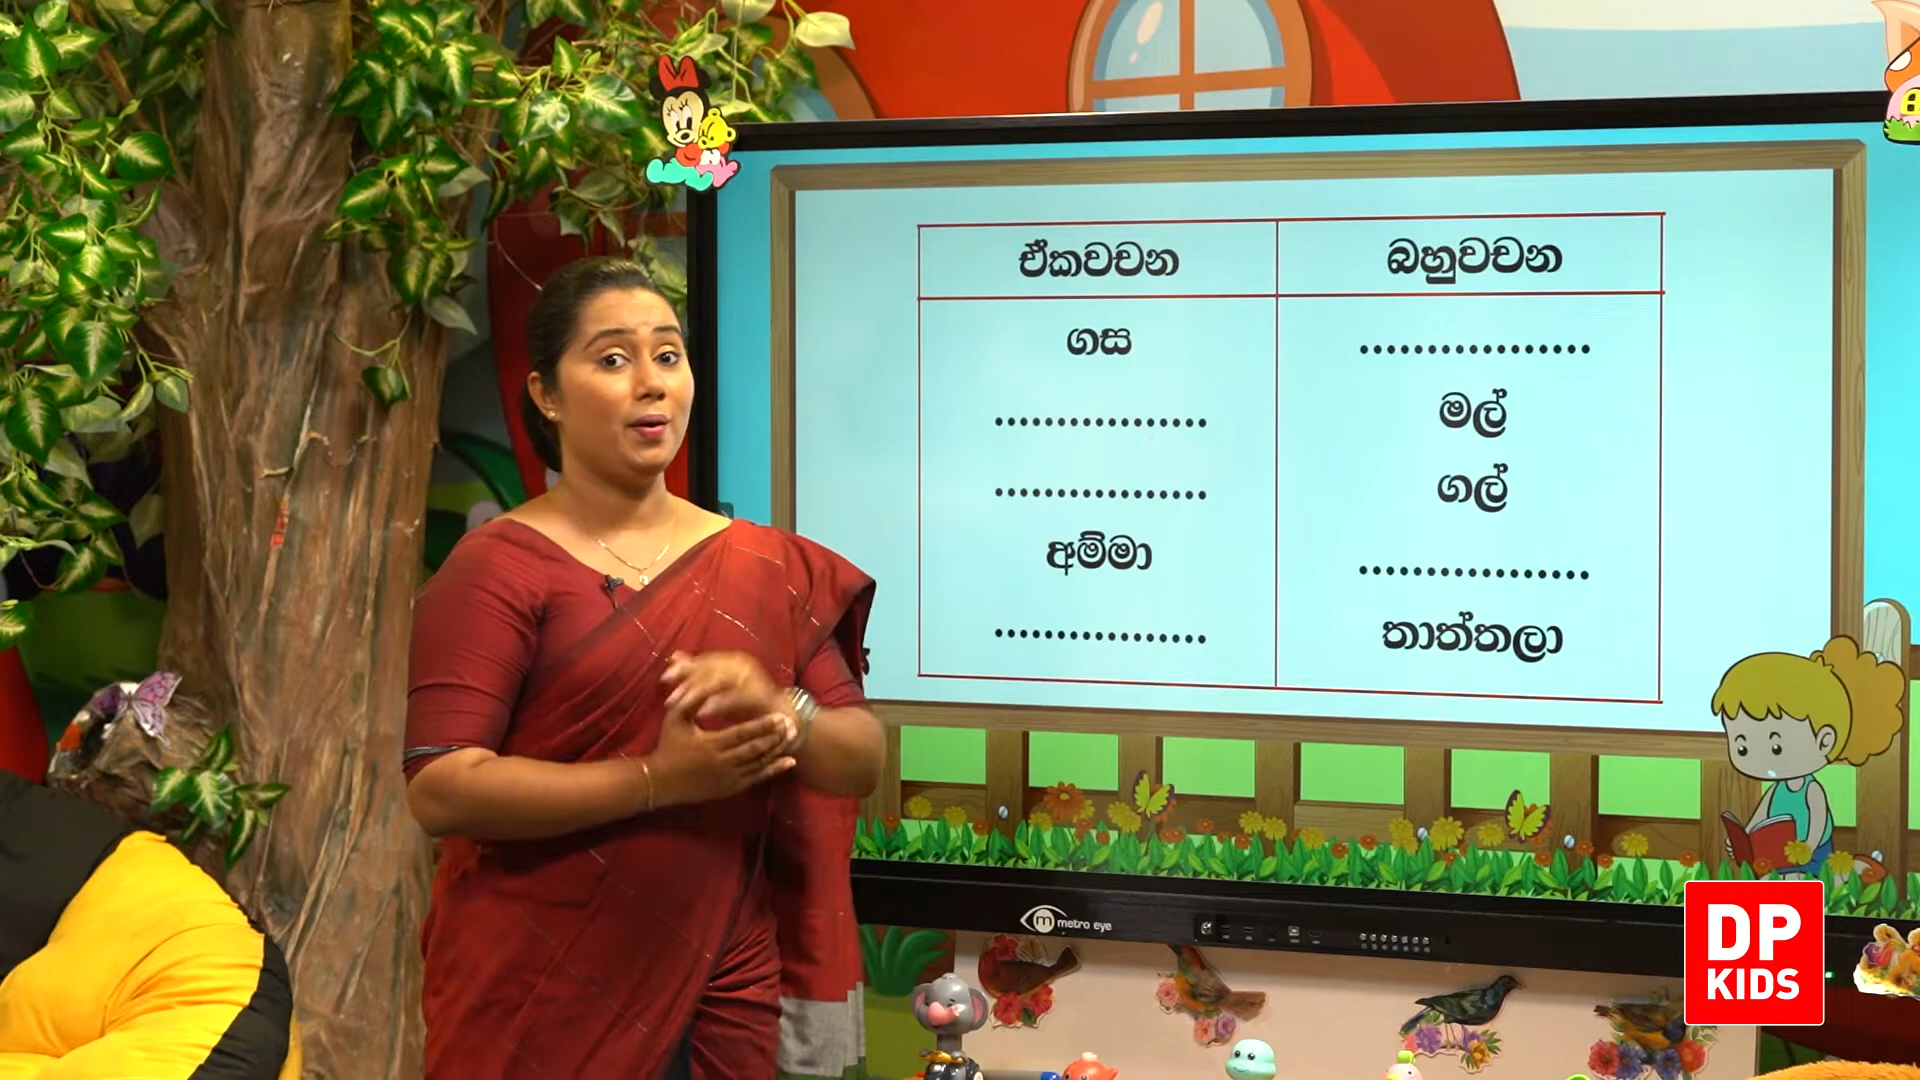 ඒකවචන බහුවචන
ගස ..................
................. මල්
................. ගල්
අම්මා ..................
................. තාත්තලා
metro eye
DP
KIDS